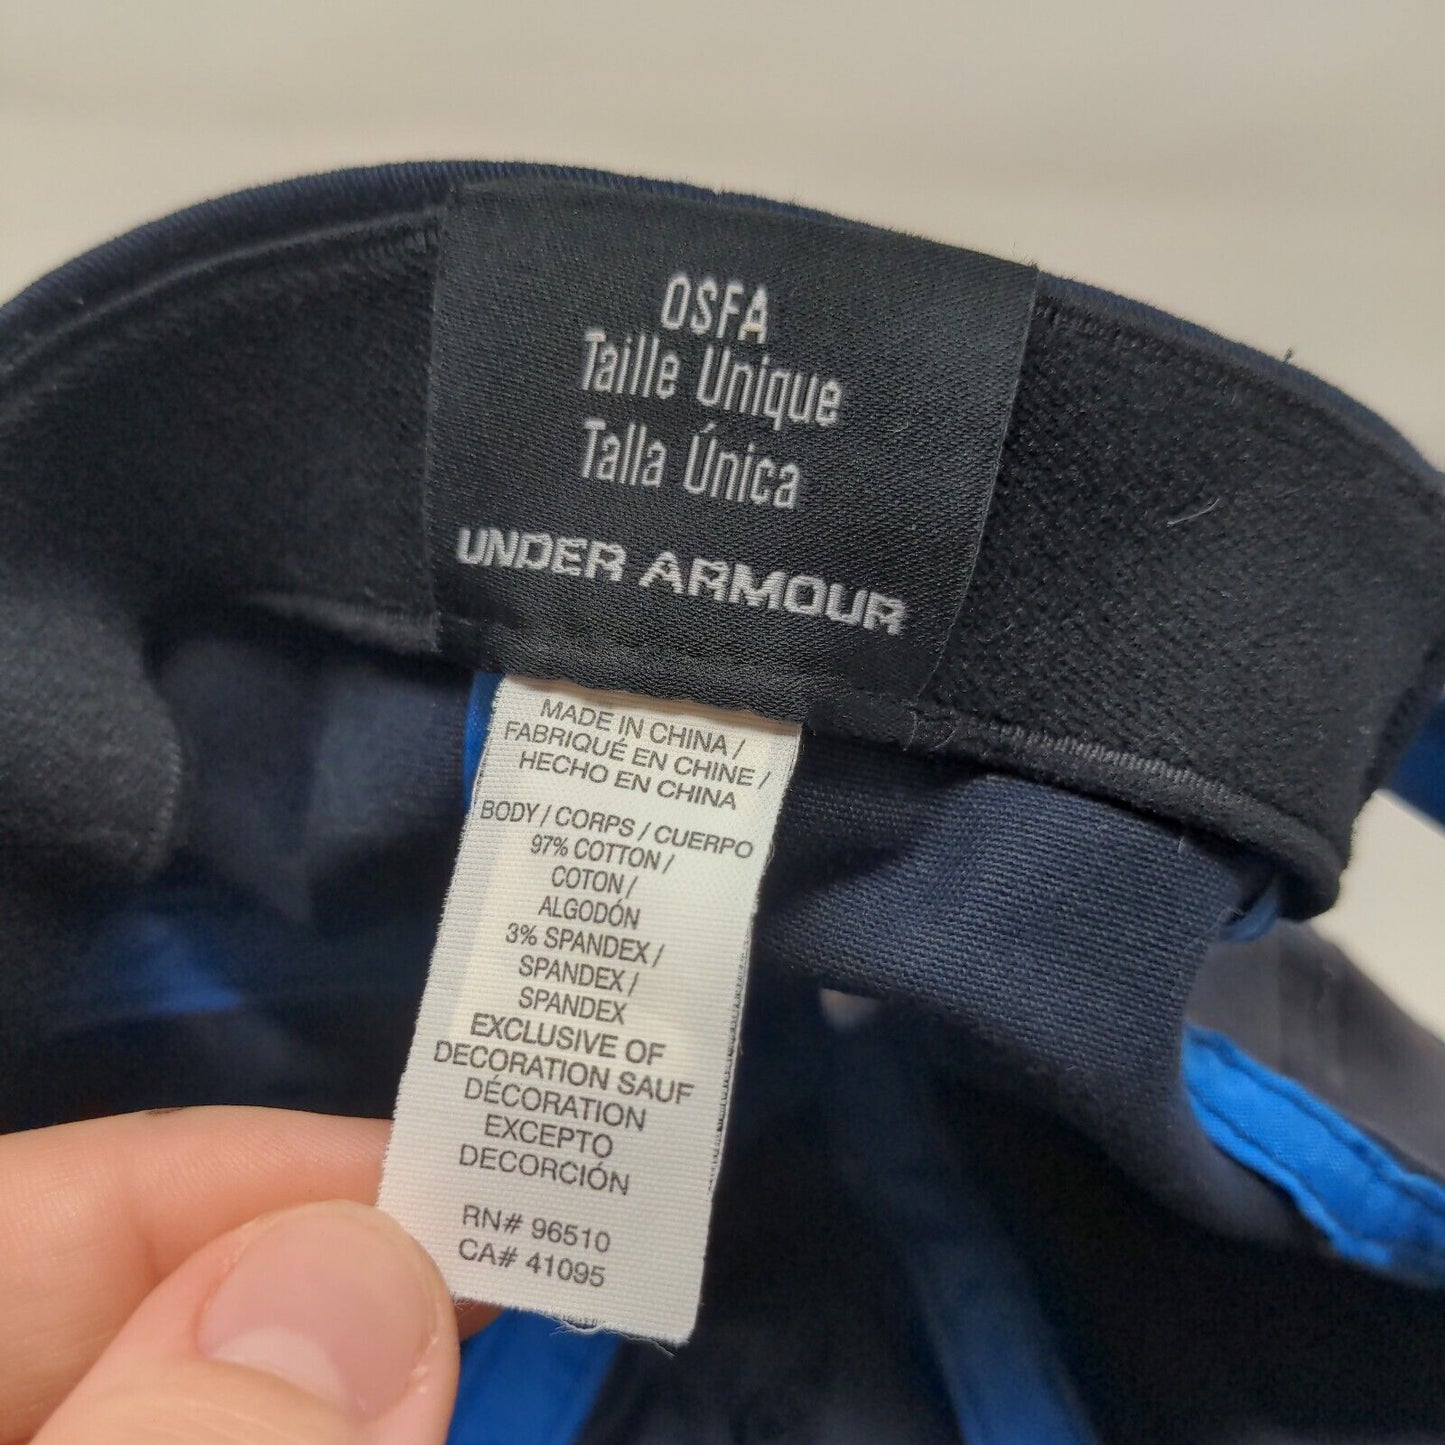 OSFA
Taille Unique
Talla Única
UNDER ARMOUR
MADE IN CHINA /
FABRIQUÉ EN CHINE /
HECHO EN CHINA
BODY / CORPS / CUERPO
97% COTTON /
COTON /
ALGODÓN
3% SPANDEX /
SPANDEX /
SPANDEX
EXCLUSIVE OF
DECORATION SAUF
DÉCORATION
EXCEPTO
DECORCIÓN
RN# 96510
CA# 41095